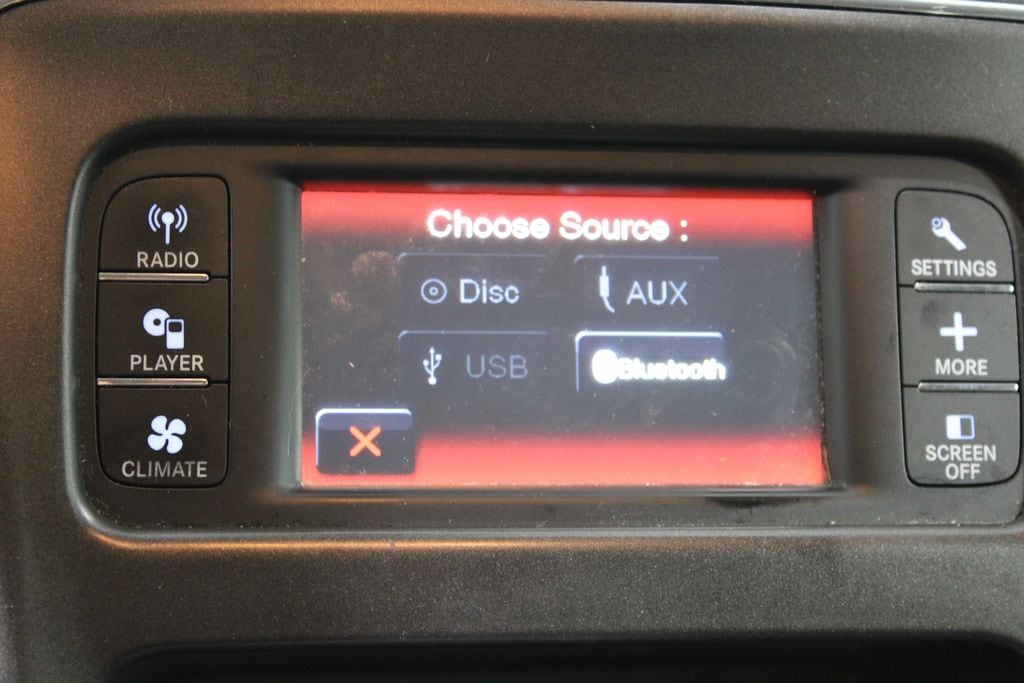 RADIO
PLAYER
CLIMATE
Choose Source :
Disc
AUX
USB
Bluetooth
SETTINGS
MORE
SCREEN
OFF